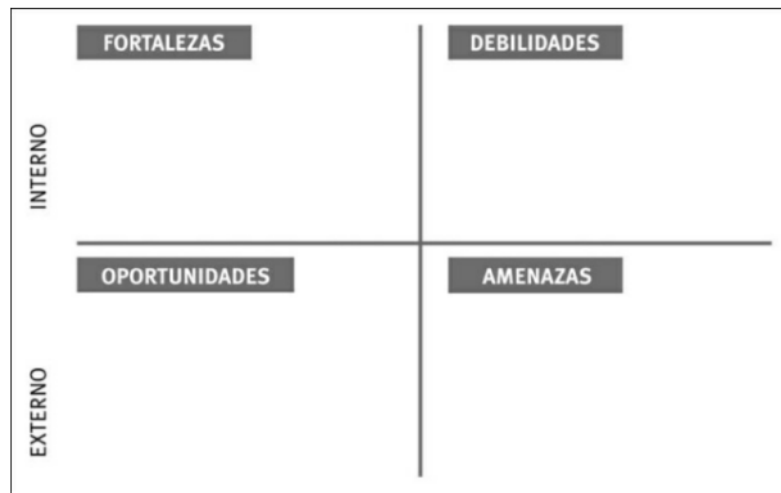 FORTALEZAS
DEBILIDADES
INTERNO
OPORTUNIDADES
AMENAZAS
EXTERNO